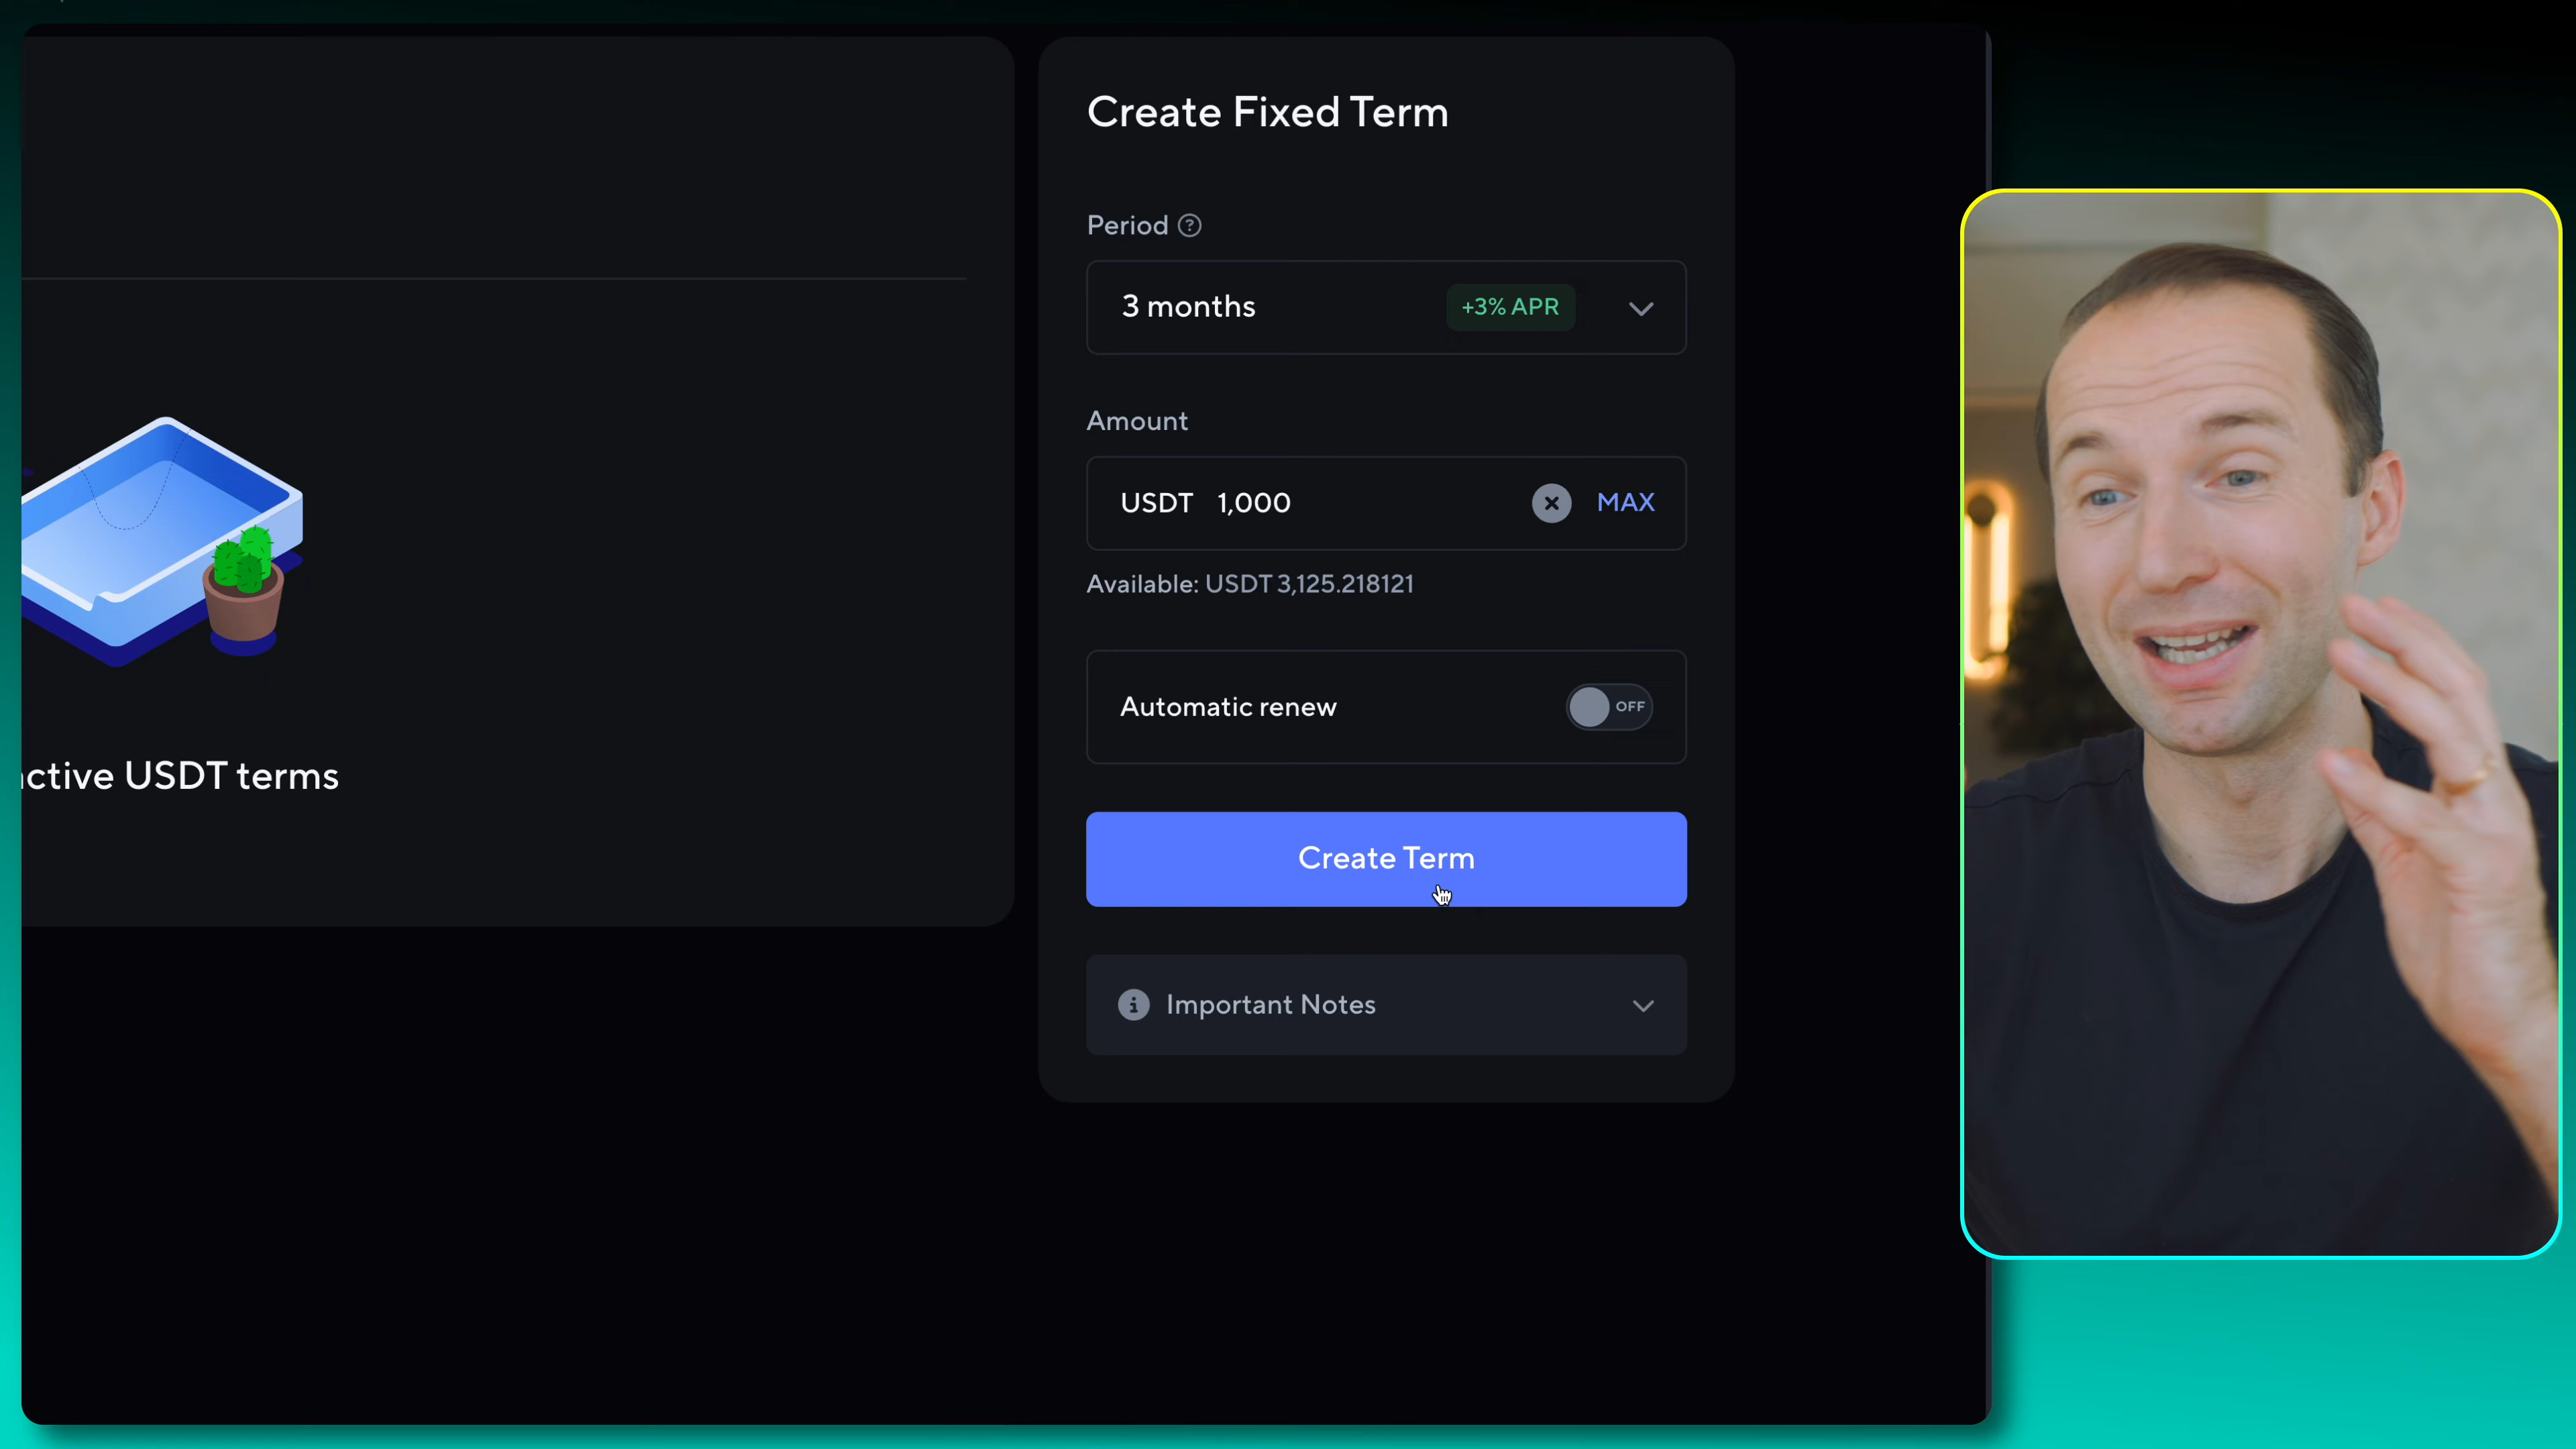 Create Fixed Term
Period
3 months +3% APR
Amount
USDT 1,000 MAX
Available: USDT 3,125.218121
Automatic renew OFF
USDT terms
Create Term
Important Notes